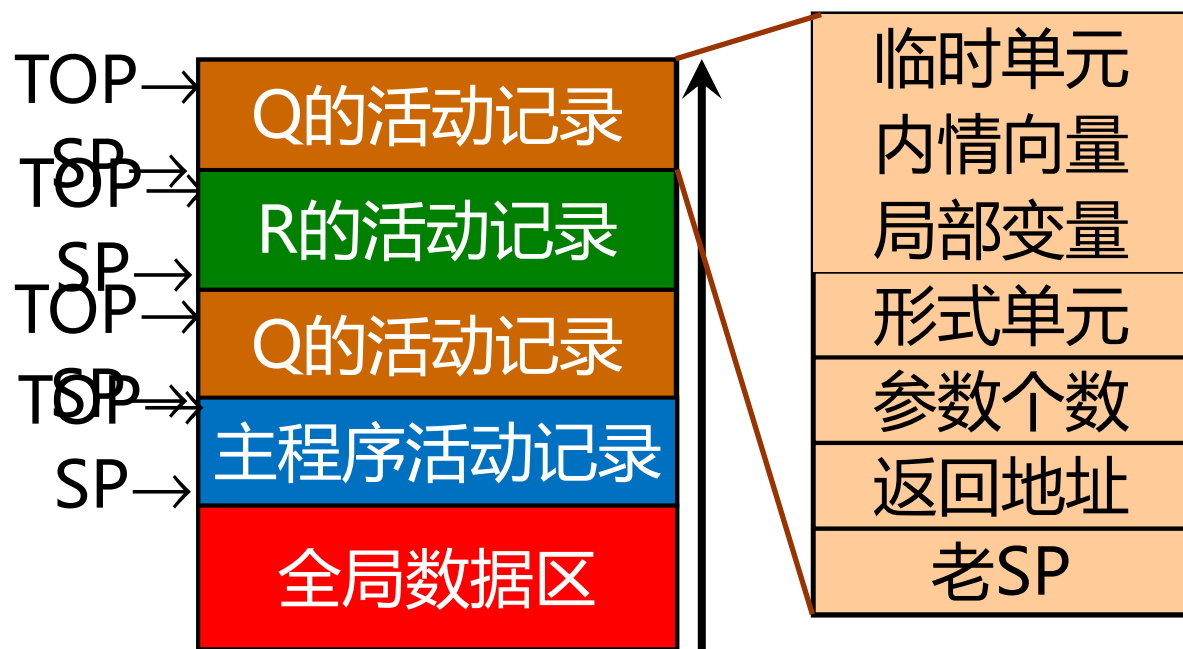 TOP→
Q的活动记录
SP→
TOP→
R的活动记录
SP→
TOP→
Q的活动记录
SP→
TOP→
主程序活动记录
SP→
全局数据区
临时单元
内情向量
局部变量
形式单元
参数个数
返回地址
老SP